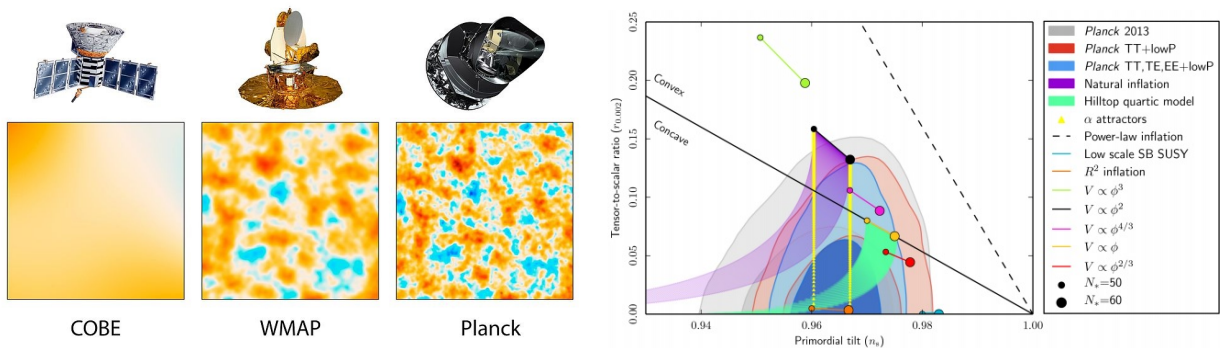 COBE
WMAP
Planck
0.25
0.20
0.15
0.10
0.05
0.00
Tensor-to-scalar ratio (r0.002)
Convex
Concave
0.94
0.96
0.98
1.00
Primordial tilt (ns)
Planck 2013
Planck TT+lowP
Planck TT,TE,EE+lowP
Natural inflation
Hilltop quartic model
α attractors
Power-law inflation
Low scale SB SUSY
R² inflation
V ∝ φ³
V ∝ φ²
V ∝ φ^4/3
V ∝ φ
V ∝ φ^2/3
N*=50
N*=60